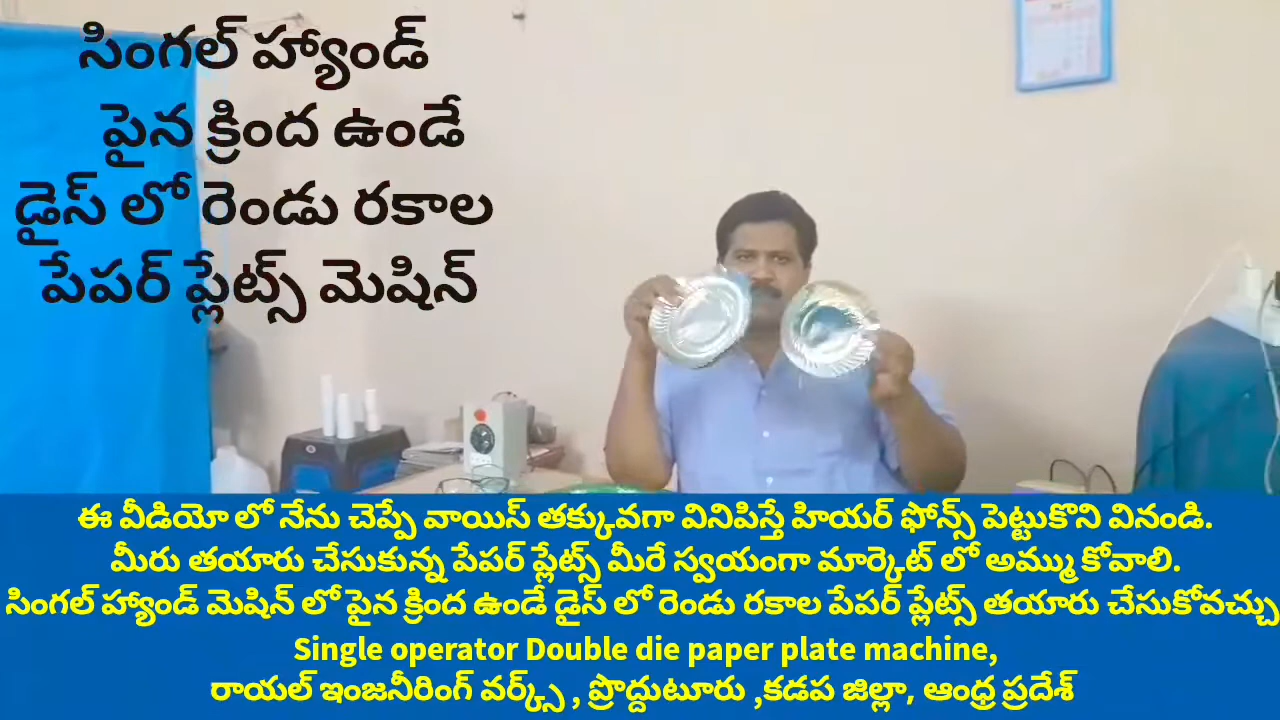 సింగల్ హ్యాండ్
పైన క్రింద ఉండే
డైస్ లో రెండు రకాల
పేపర్ ప్లేట్స్ మెషిన్
ఈ వీడియో లో నేను చెప్పే వాయిస్ తక్కువగా వినిపిస్తే హియర్ ఫోన్స్ పెట్టుకొని వినండి.
మీరు తయారు చేసుకున్న పేపర్ ప్లేట్స్ మీరే స్వయంగా మార్కెట్ లో అమ్ము కోవాలి.
సింగల్ హ్యాండ్ మెషిన్ లో పైన క్రింద ఉండే డైస్ లో రెండు రకాల పేపర్ ప్లేట్స్ తయారు చేసుకోవచ్చు
Single operator Double die paper plate machine,
రాయల్ ఇంజనీరింగ్ వర్క్స్ , ప్రొద్దుటూరు ,కడప జిల్లా, ఆంధ్ర ప్రదేశ్